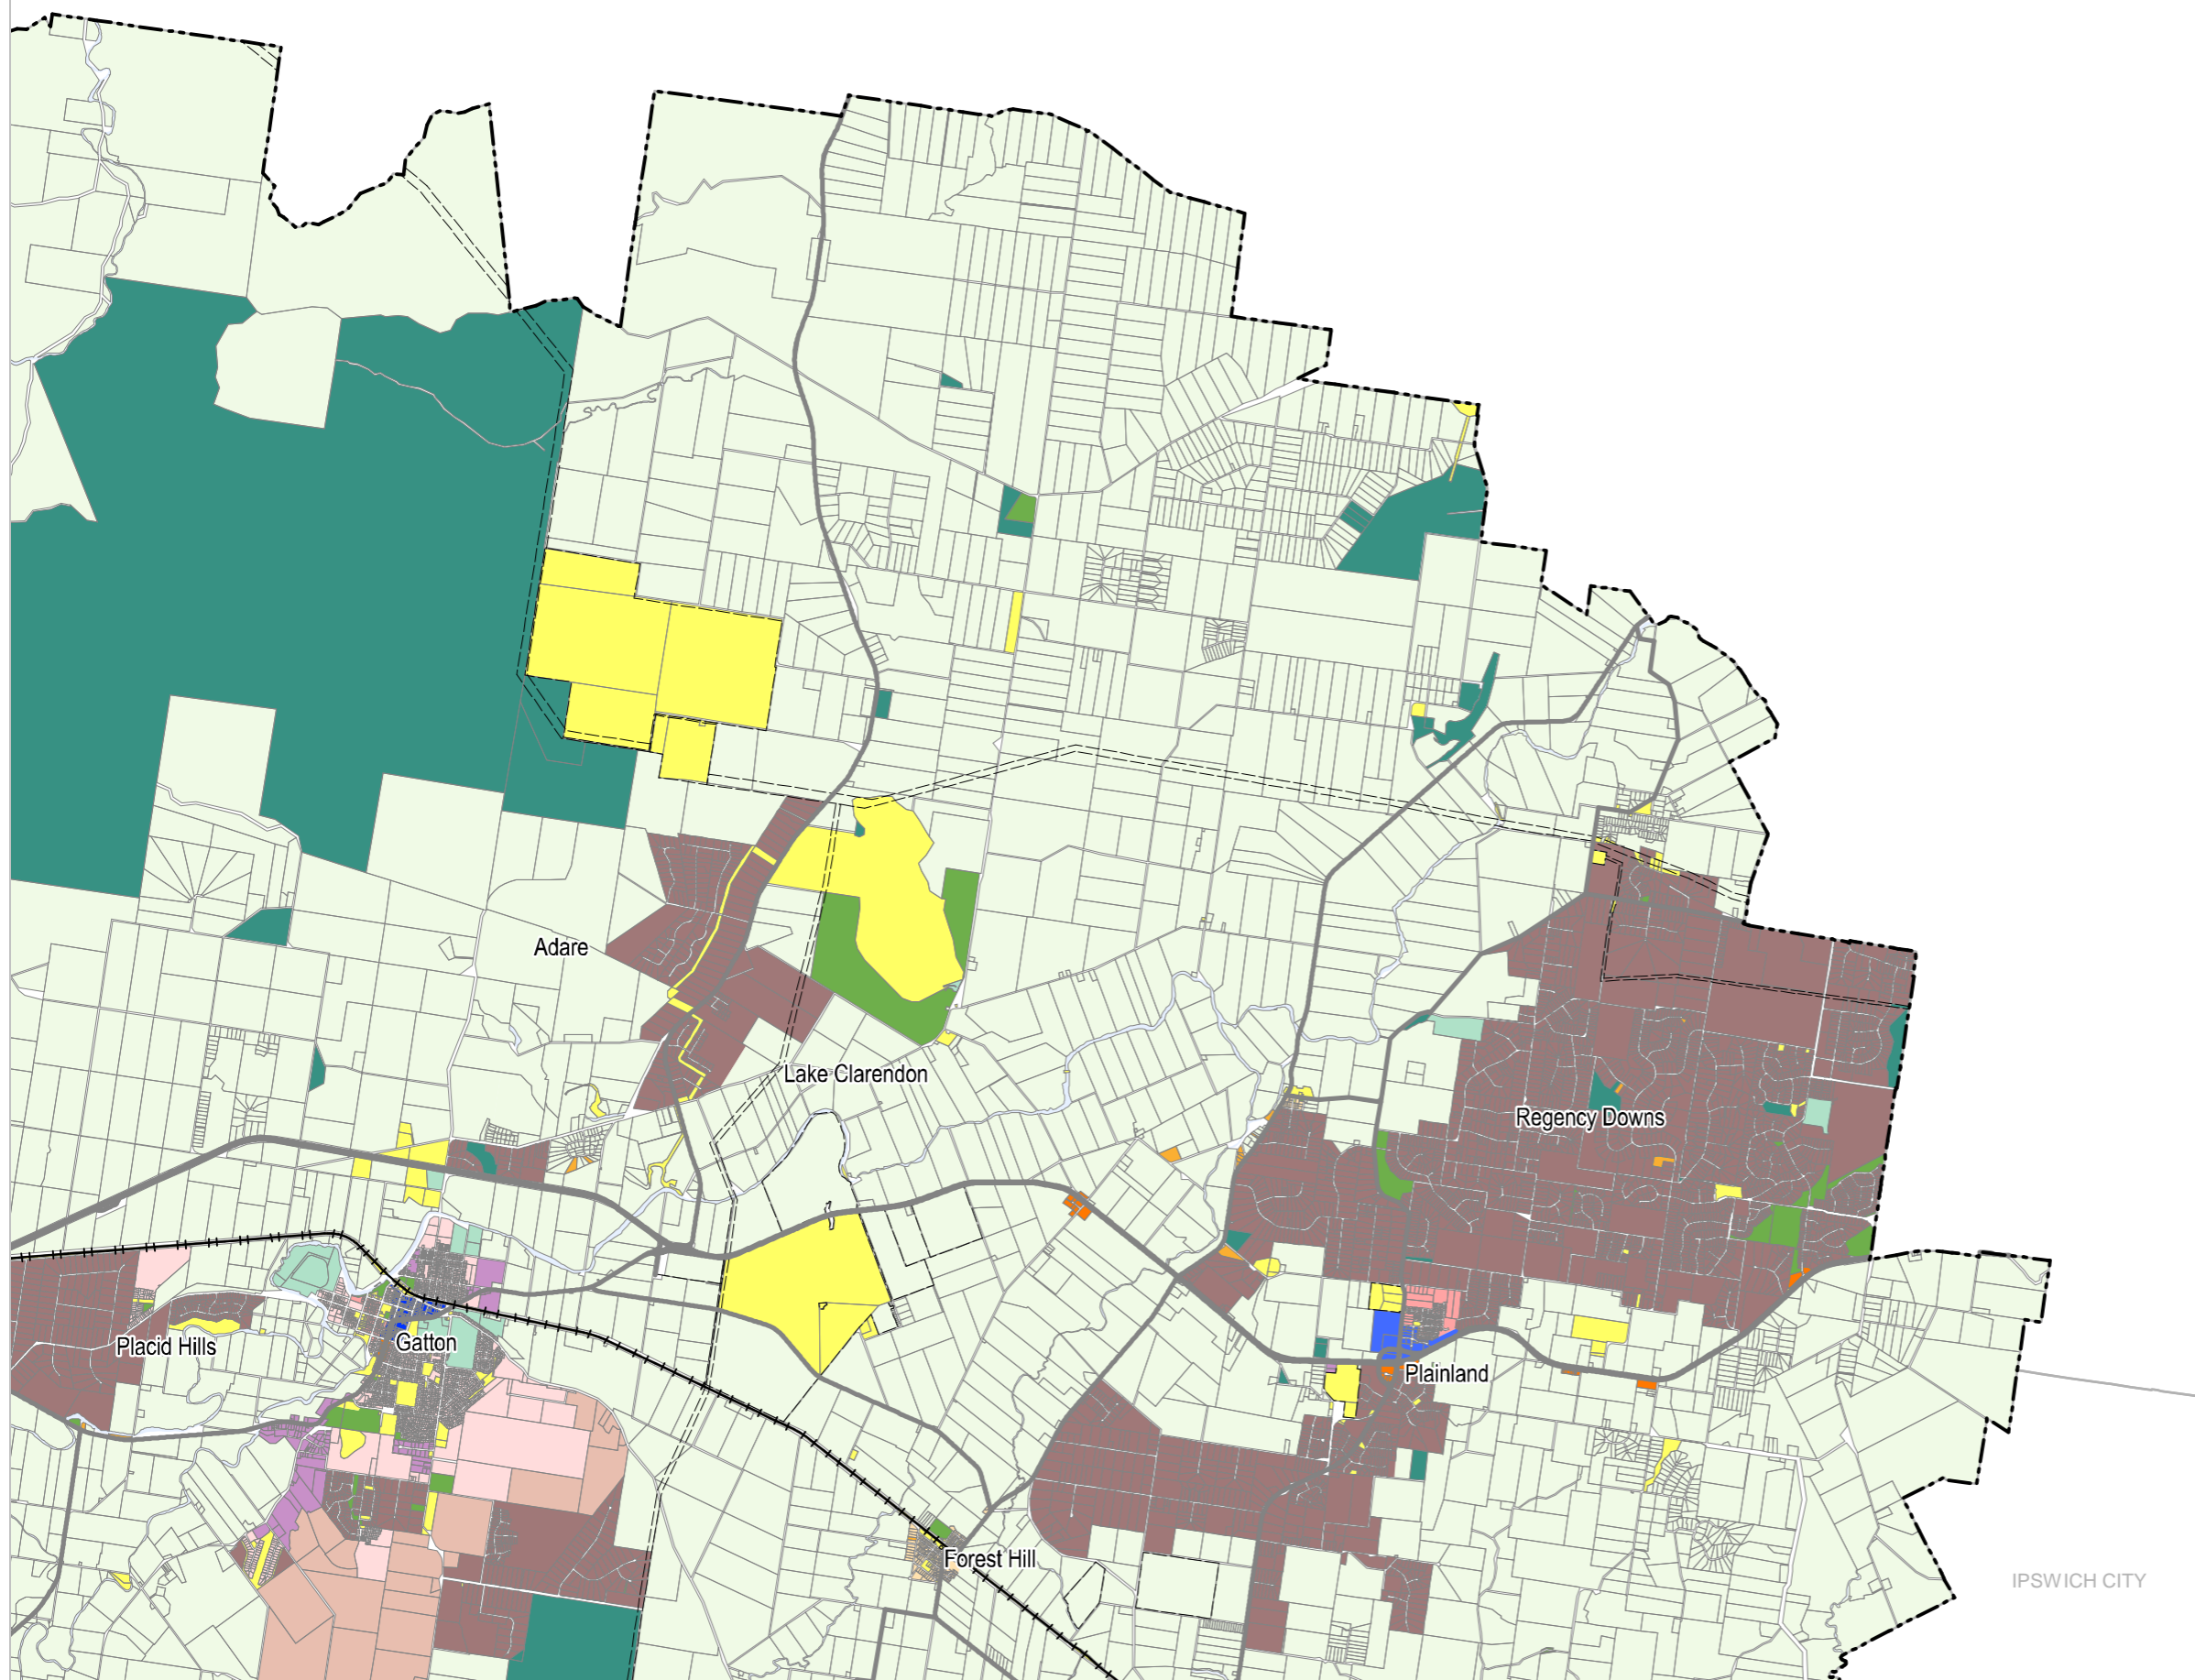 Adare
Lake Clarendon
Regency Downs
Placid Hills
Gatton
Plainland
Forest Hill
IPSWICH CITY